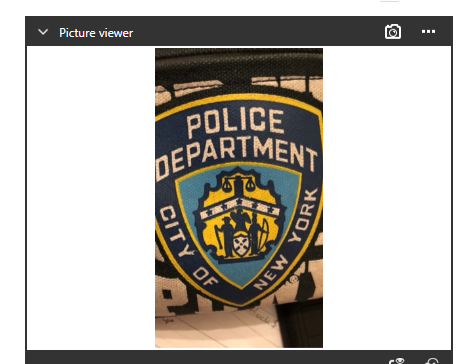 Picture viewer
POLICE
DEPARTMENT
CITY OF
NEW YORK